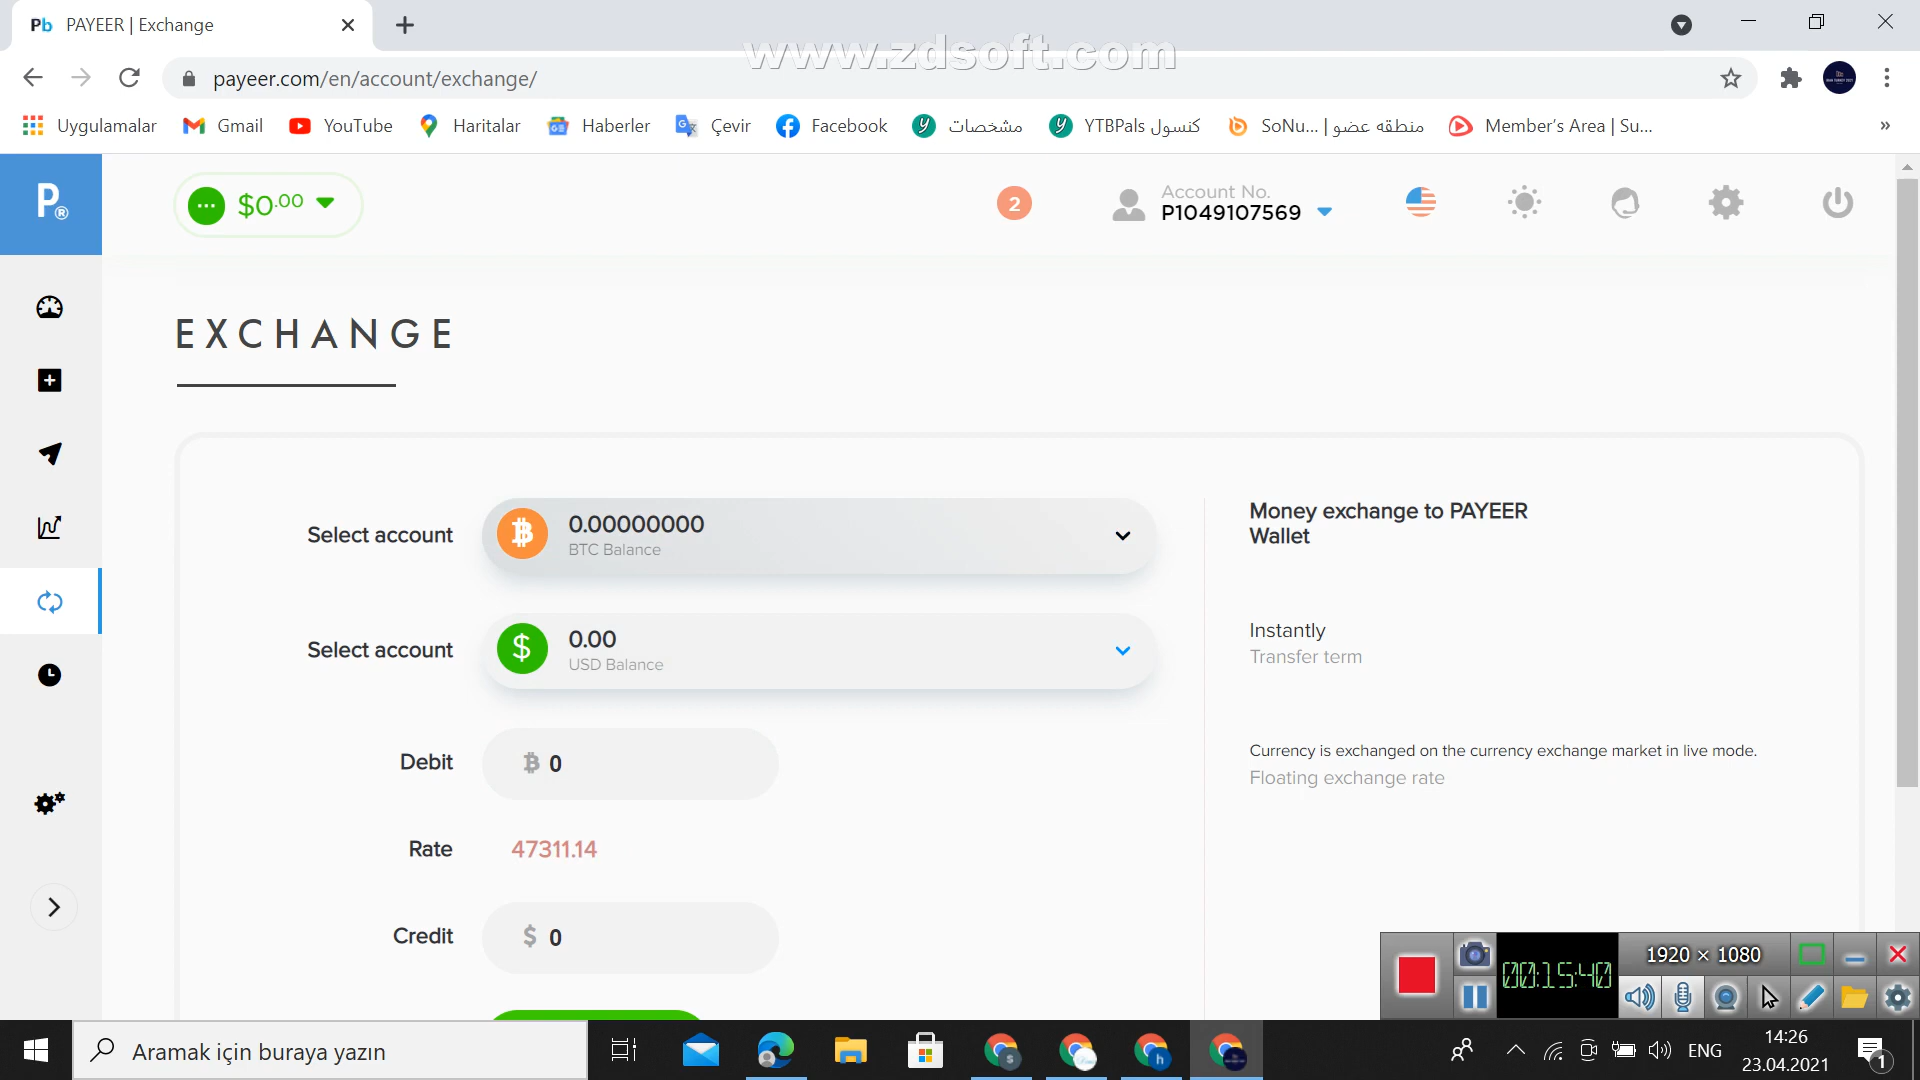 Pb PAYEER | Exchange
www.zdsoft.com
payeer.com/en/account/exchange/
Uygulamalar Gmail YouTube Haritalar Haberler Çevir Facebook مشخصات YTBPals کنسول SoNu... | منطقه عضو Member's Area | Su... »
P® $0.00 2 Account No.
P1049107569
EXCHANGE
Select account 0.00000000
BTC Balance
Select account 0.00
USD Balance
Debit 0
Rate 47311.14
Credit $ 0
Money exchange to PAYEER
Wallet
Instantly
Transfer term
Currency is exchanged on the currency exchange market in live mode.
Floating exchange rate
00:15:40 1920 × 1080
Aramak için buraya yazın
ENG
14:26
23.04.2021
1